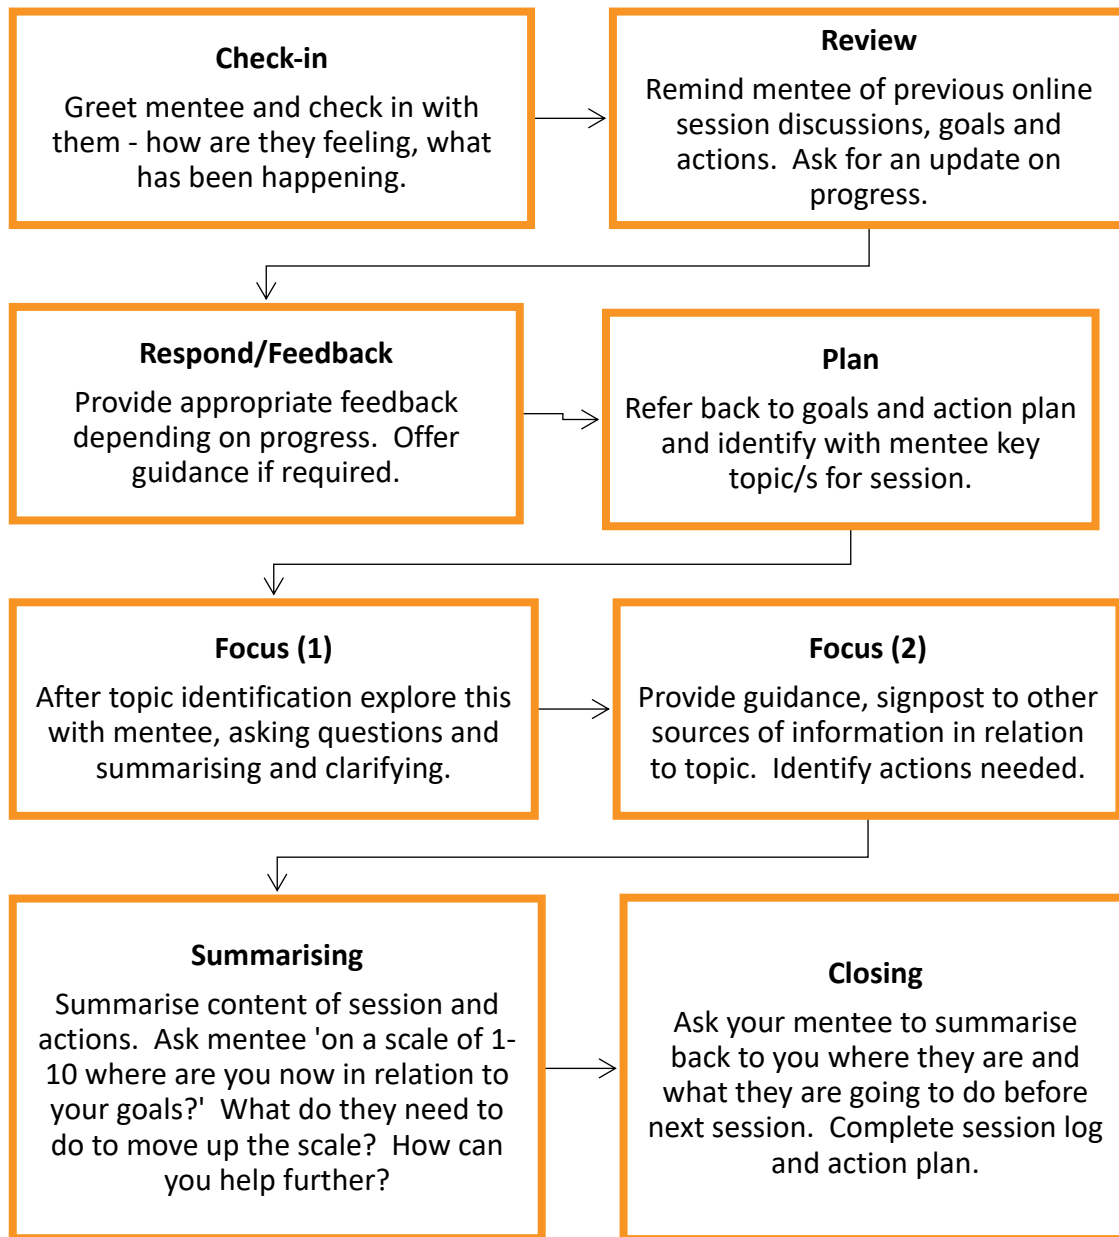 Check-in
Greet mentee and check in with
them - how are they feeling, what
has been happening.
Review
Remind mentee of previous online
session discussions, goals and
actions.  Ask for an update on
progress.
Respond/Feedback
Provide appropriate feedback
depending on progress.  Offer
guidance if required.
Plan
Refer back to goals and action plan
and identify with mentee key
topic/s for session.
Focus (1)
After topic identification explore this
with mentee, asking questions and
summarising and clarifying.
Focus (2)
Provide guidance, signpost to other
sources of information in relation
to topic.  Identify actions needed.
Summarising
Summarise content of session and
actions.  Ask mentee 'on a scale of 1-
10 where are you now in relation to
your goals?'  What do they need to
do to move up the scale?  How can
you help further?
Closing
Ask your mentee to summarise
back to you where they are and
what they are going to do before
next session.  Complete session log
and action plan.